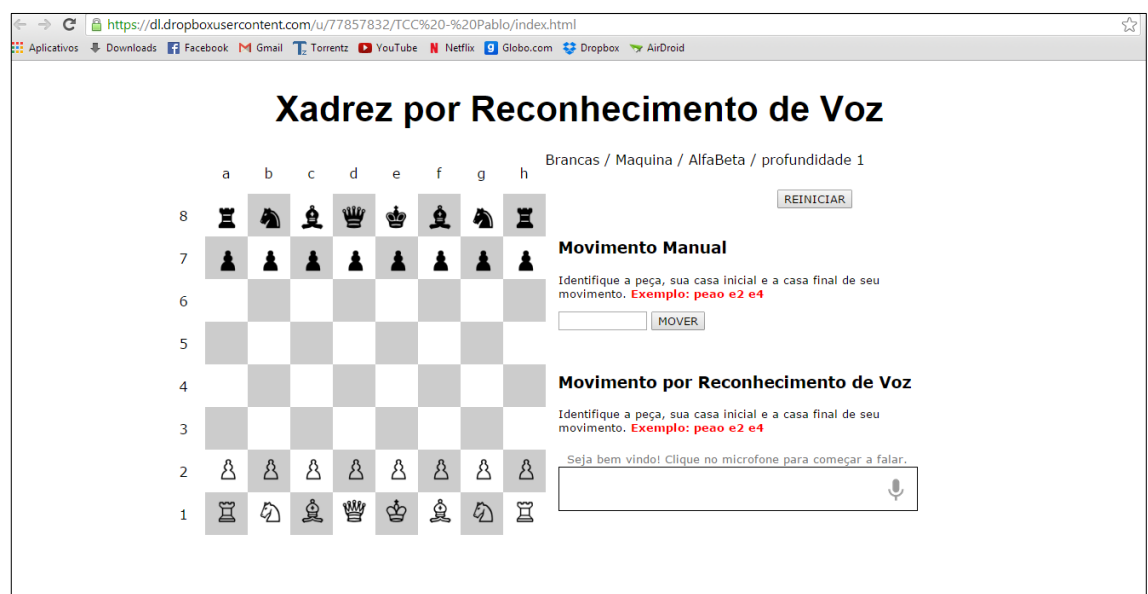 https://dl.dropboxusercontent.com/u/77857832/TCC%20-%20Pablo/index.html
Aplicativos Downloads Facebook Gmail Torrentz YouTube Netflix Globo.com Dropbox AirDroid
Xadrez por Reconhecimento de Voz
Brancas / Maquina / AlfaBeta / profundidade 1
a b c d e f g h
REINICIAR
8
7
6
5
4
3
2
1
Movimento Manual
Identifique a peça, sua casa inicial e a casa final de seu
movimento. Exemplo: peao e2 e4
MOVER
Movimento por Reconhecimento de Voz
Identifique a peça, sua casa inicial e a casa final de seu
movimento. Exemplo: peao e2 e4
Seja bem vindo! Clique no microfone para começar a falar.